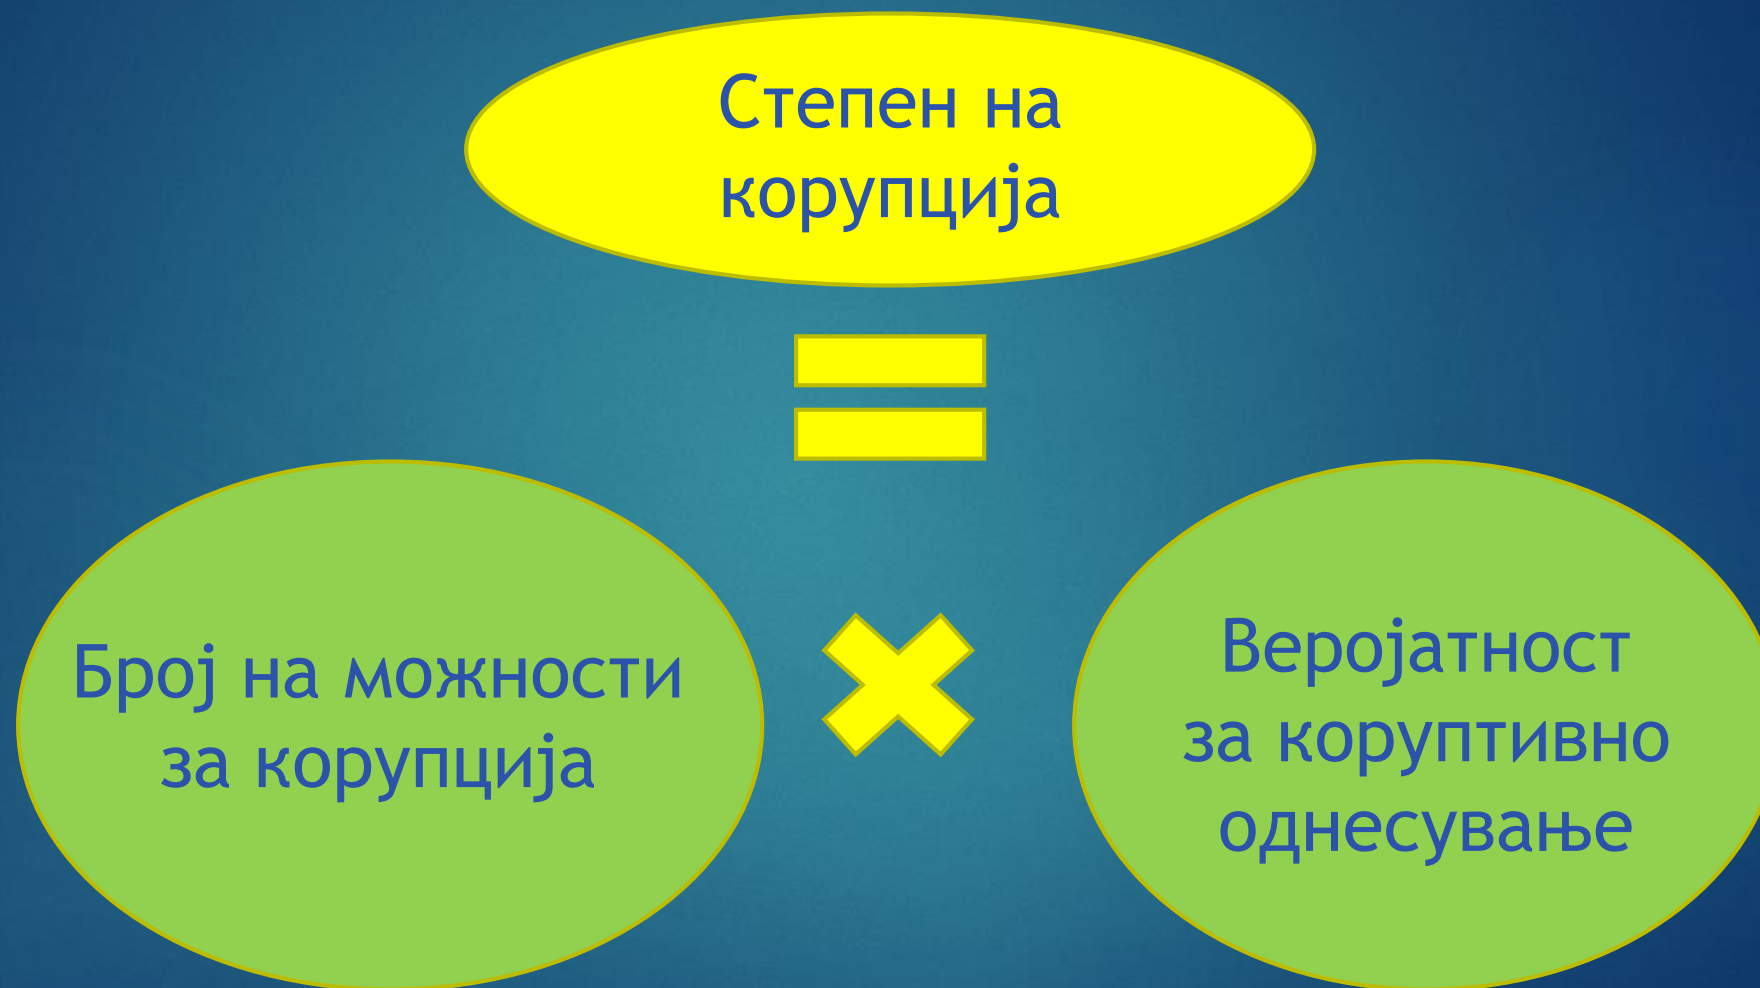 Степен на
корупција
Број на можности
за корупција
Веројатност
за коруптивно
однесување